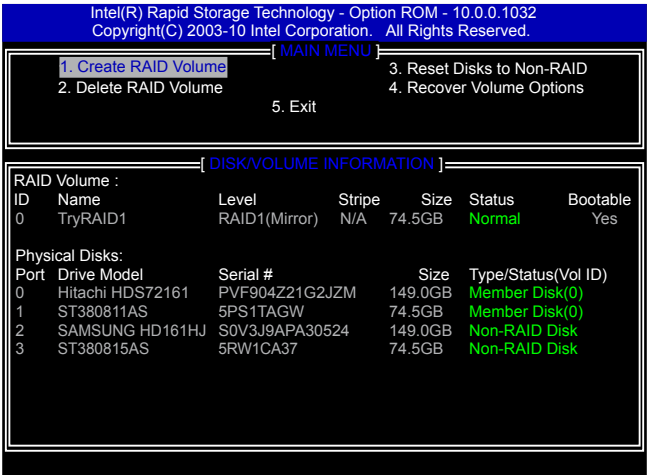 Intel(R) Rapid Storage Technology - Option ROM - 10.0.0.1032
Copyright(C) 2003-10 Intel Corporation. All Rights Reserved.
[ MAIN MENU ]
1. Create RAID Volume 3. Reset Disks to Non-RAID
2. Delete RAID Volume 4. Recover Volume Options
5. Exit
[ DISK/VOLUME INFORMATION ]
RAID Volume :
ID Name Level Stripe Size Status Bootable
0 TryRAID1 RAID1(Mirror) N/A 74.5GB Normal Yes
Physical Disks:
Port Drive Model Serial # Size Type/Status(Vol ID)
0 Hitachi HDS72161 PVF904Z21G2JZM 149.0GB Member Disk(0)
1 ST380811AS 5PS1TAGW 74.5GB Member Disk(0)
2 SAMSUNG HD161HJ S0V3J9APA30524 149.0GB Non-RAID Disk
3 ST380815AS 5RW1CA37 74.5GB Non-RAID Disk